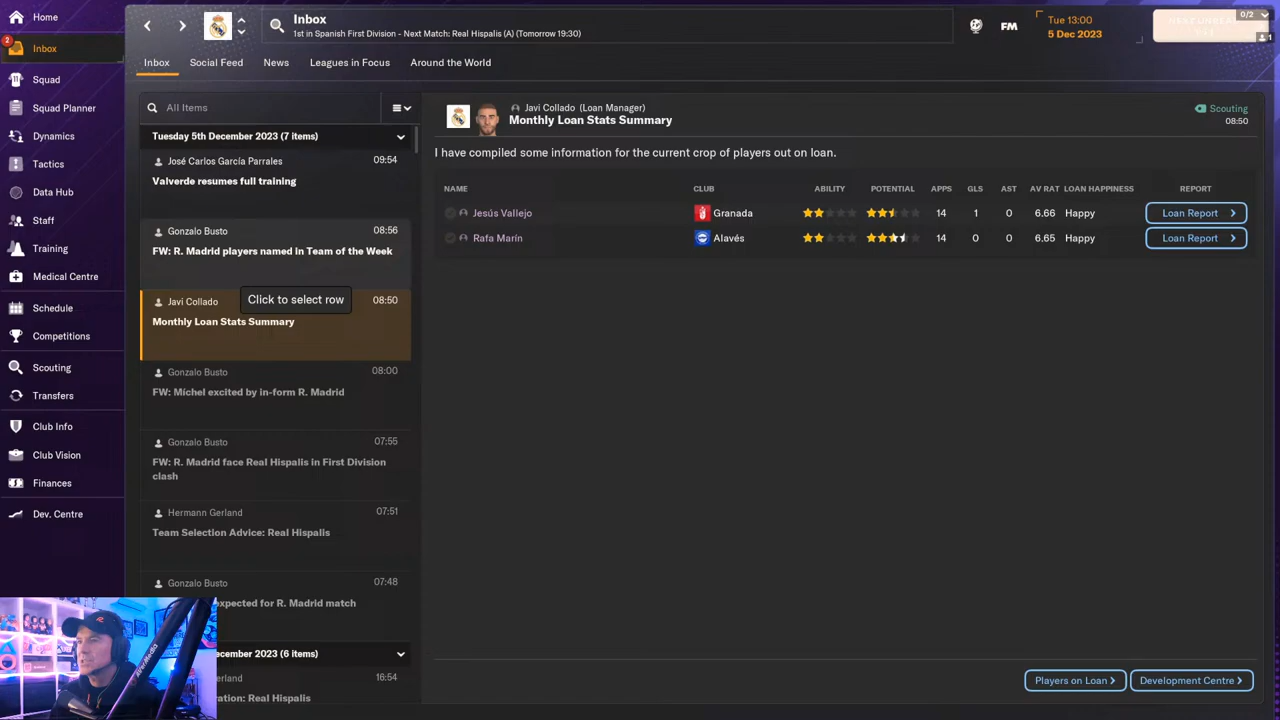 Home
Inbox
1st in Spanish First Division - Next Match: Real Hispalis (A) (Tomorrow 19:30)
FM
Tue 13:00
5 Dec 2023
0/2
1
2
Inbox
Squad
Squad Planner
Dynamics
Tactics
Data Hub
Staff
Training
Medical Centre
Schedule
Competitions
Scouting
Transfers
Club Info
Club Vision
Finances
Dev. Centre
Inbox
Social Feed
News
Leagues in Focus
Around the World
All Items
Tuesday 5th December 2023 (7 items)
José Carlos García Parrales
09:54
Valverde resumes full training
Gonzalo Busto
08:56
FW: R. Madrid players named in Team of the Week
Javi Collado
08:50
Click to select row
Monthly Loan Stats Summary
Gonzalo Busto
08:00
FW: Míchel excited by in-form R. Madrid
Gonzalo Busto
07:55
FW: R. Madrid face Real Hispalis in First Division
clash
Hermann Gerland
07:51
Team Selection Advice: Real Hispalis
Gonzalo Busto
07:48
expected for R. Madrid match
ecember 2023 (6 items)
erland
16:54
ration: Real Hispalis
AVerMedia
Javi Collado (Loan Manager)
Monthly Loan Stats Summary
Scouting
08:50
I have compiled some information for the current crop of players out on loan.
NAME CLUB ABILITY POTENTIAL APPS GLS AST AV RAT LOAN HAPPINESS REPORT
Jesús Vallejo Granada 14 1 0 6.66 Happy Loan Report
Rafa Marín Alavés 14 0 0 6.65 Happy Loan Report
Players on Loan
Development Centre